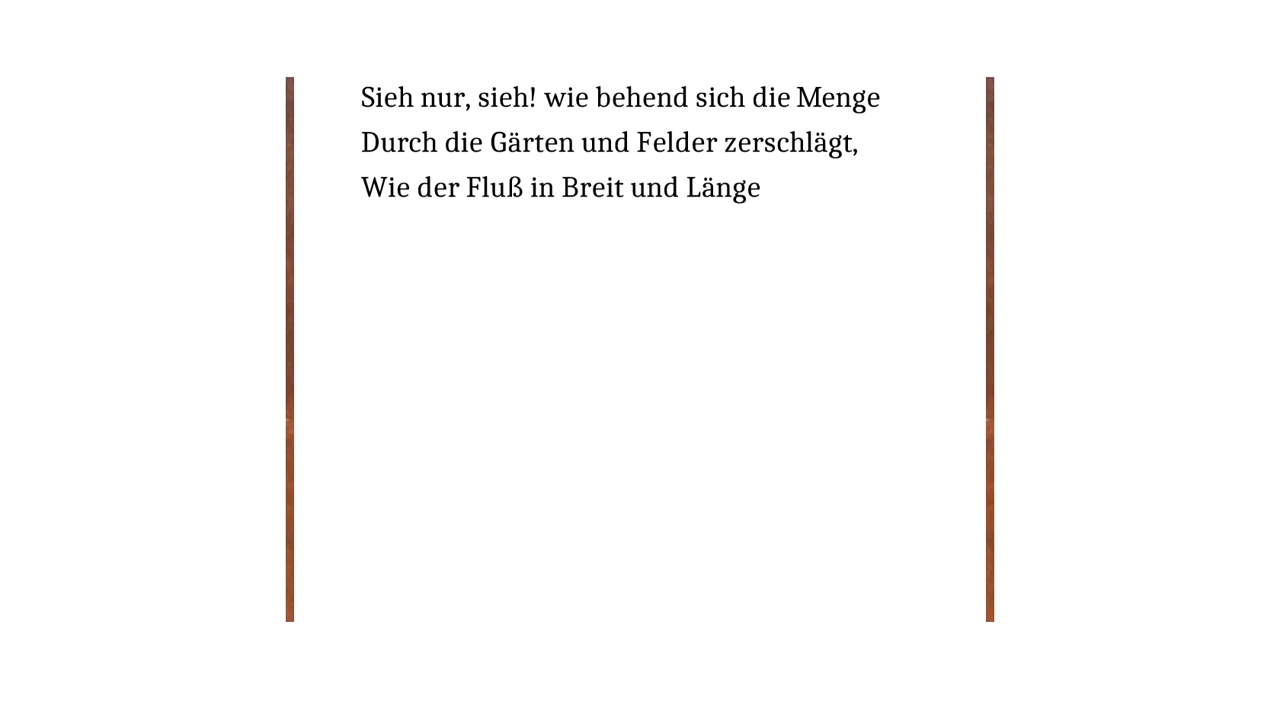 Sieh nur, sieh! wie behend sich die Menge
Durch die Gärten und Felder zerschlägt,
Wie der Fluß in Breit und Länge